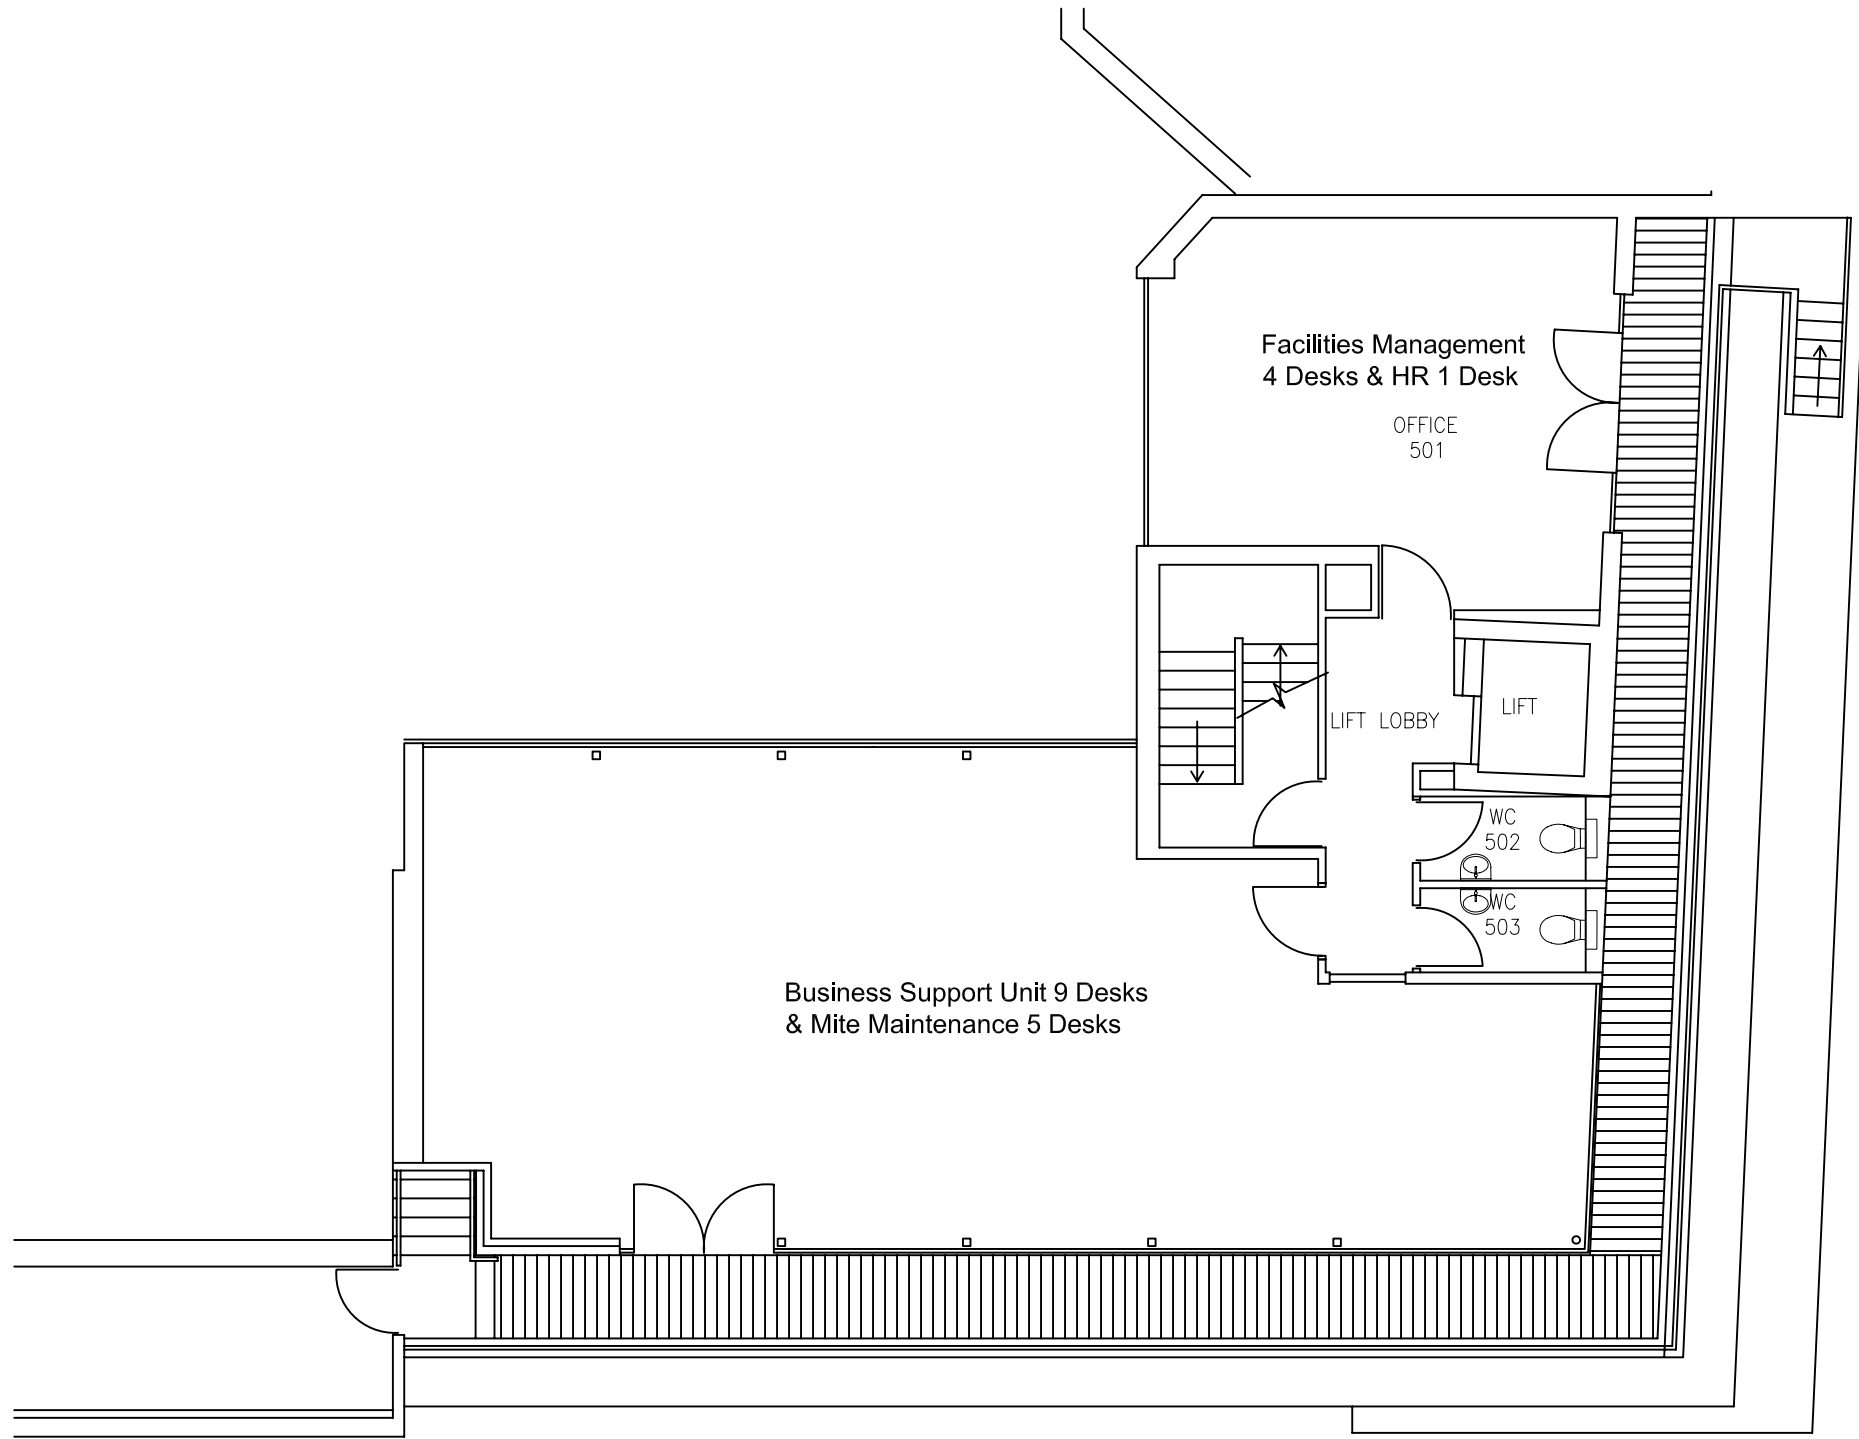 Facilities Management
4 Desks & HR 1 Desk
OFFICE
501
LIFT LOBBY
LIFT
WC
502
WC
503
Business Support Unit 9 Desks
& Mite Maintenance 5 Desks